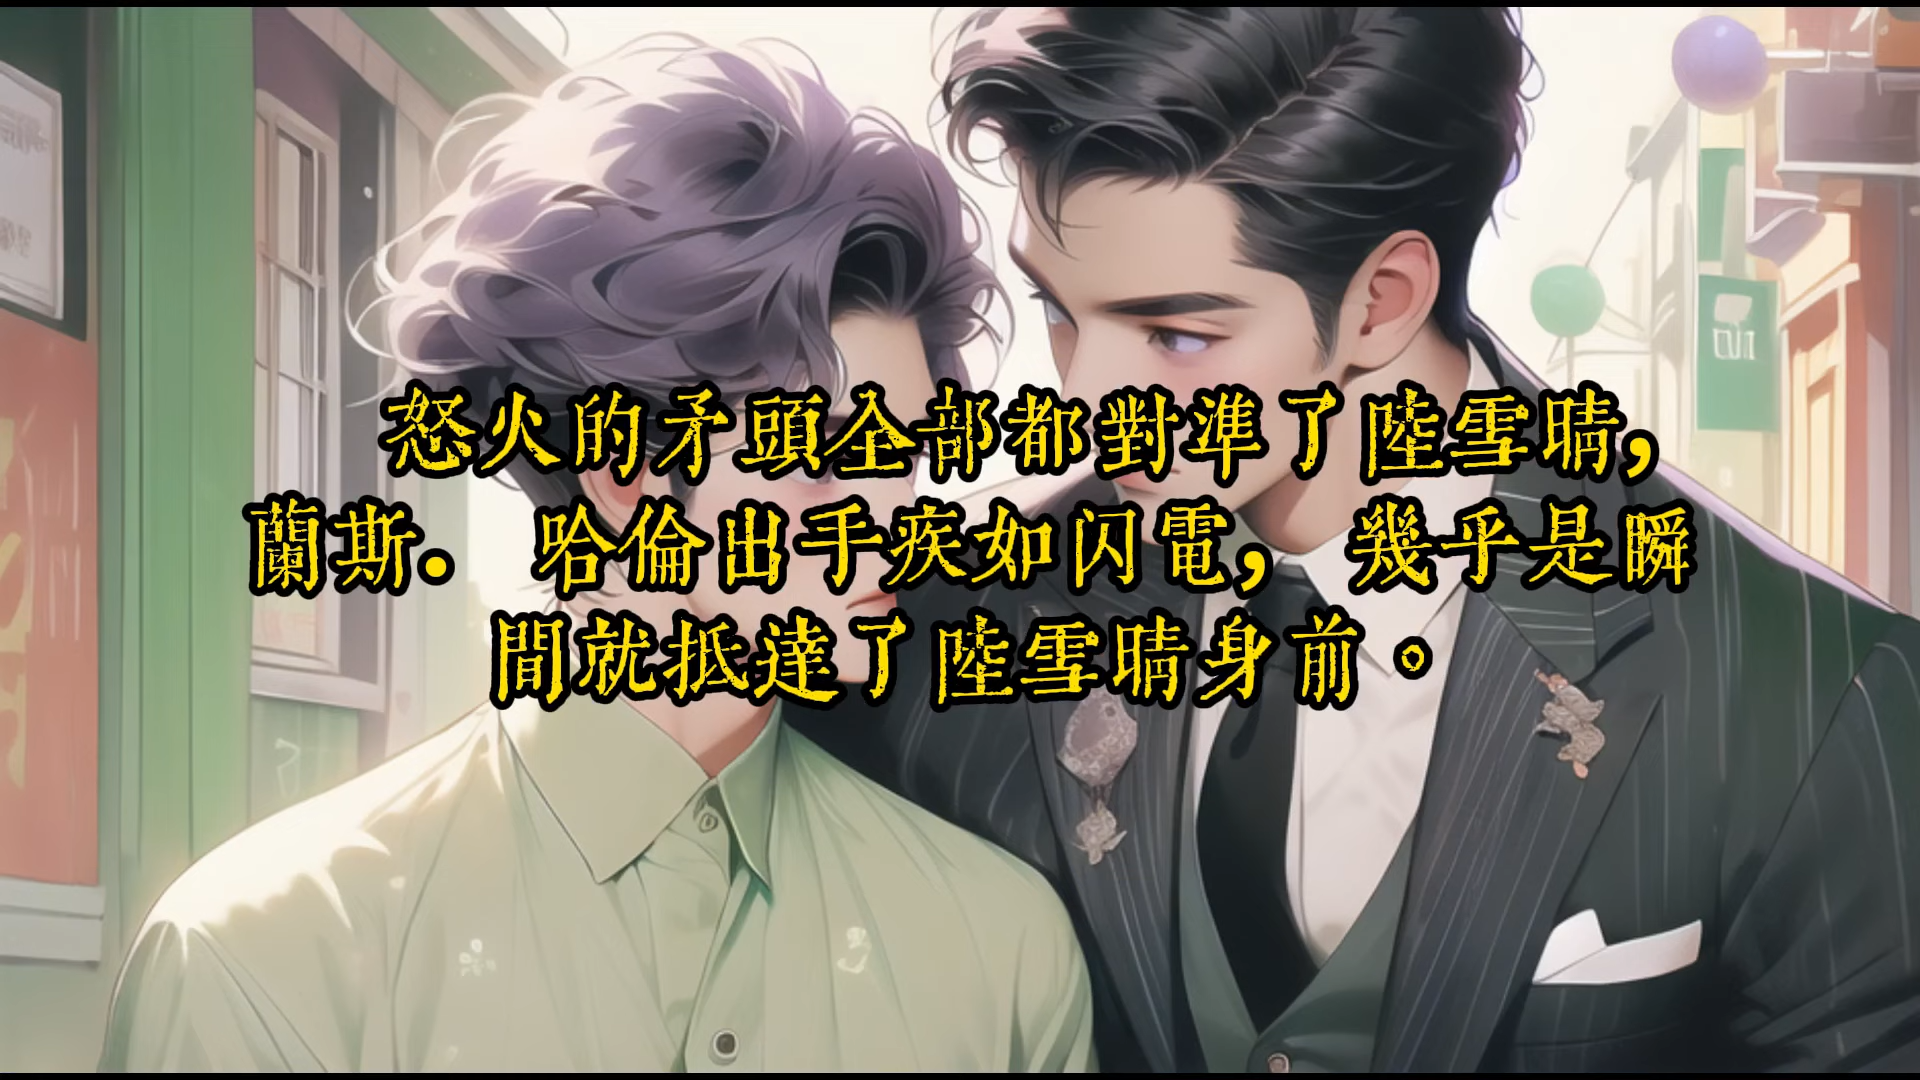 怒火的矛頭全部都對準了陸雪晴,
蘭斯. 哈倫出手疾如闪電, 幾乎是瞬
間就抵達了陸雪晴身前。